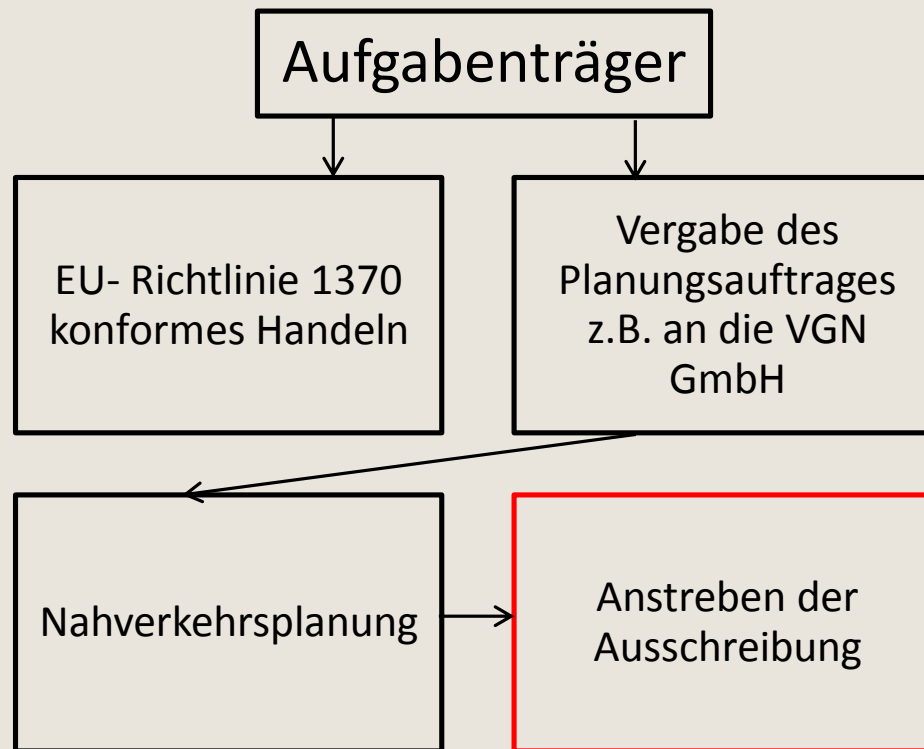 Aufgabenträger
EU- Richtlinie 1370
konformes Handeln
Vergabe des
Planungsauftrages
z.B. an die VGN
GmbH
Nahverkehrsplanung
Anstreben der
Ausschreibung